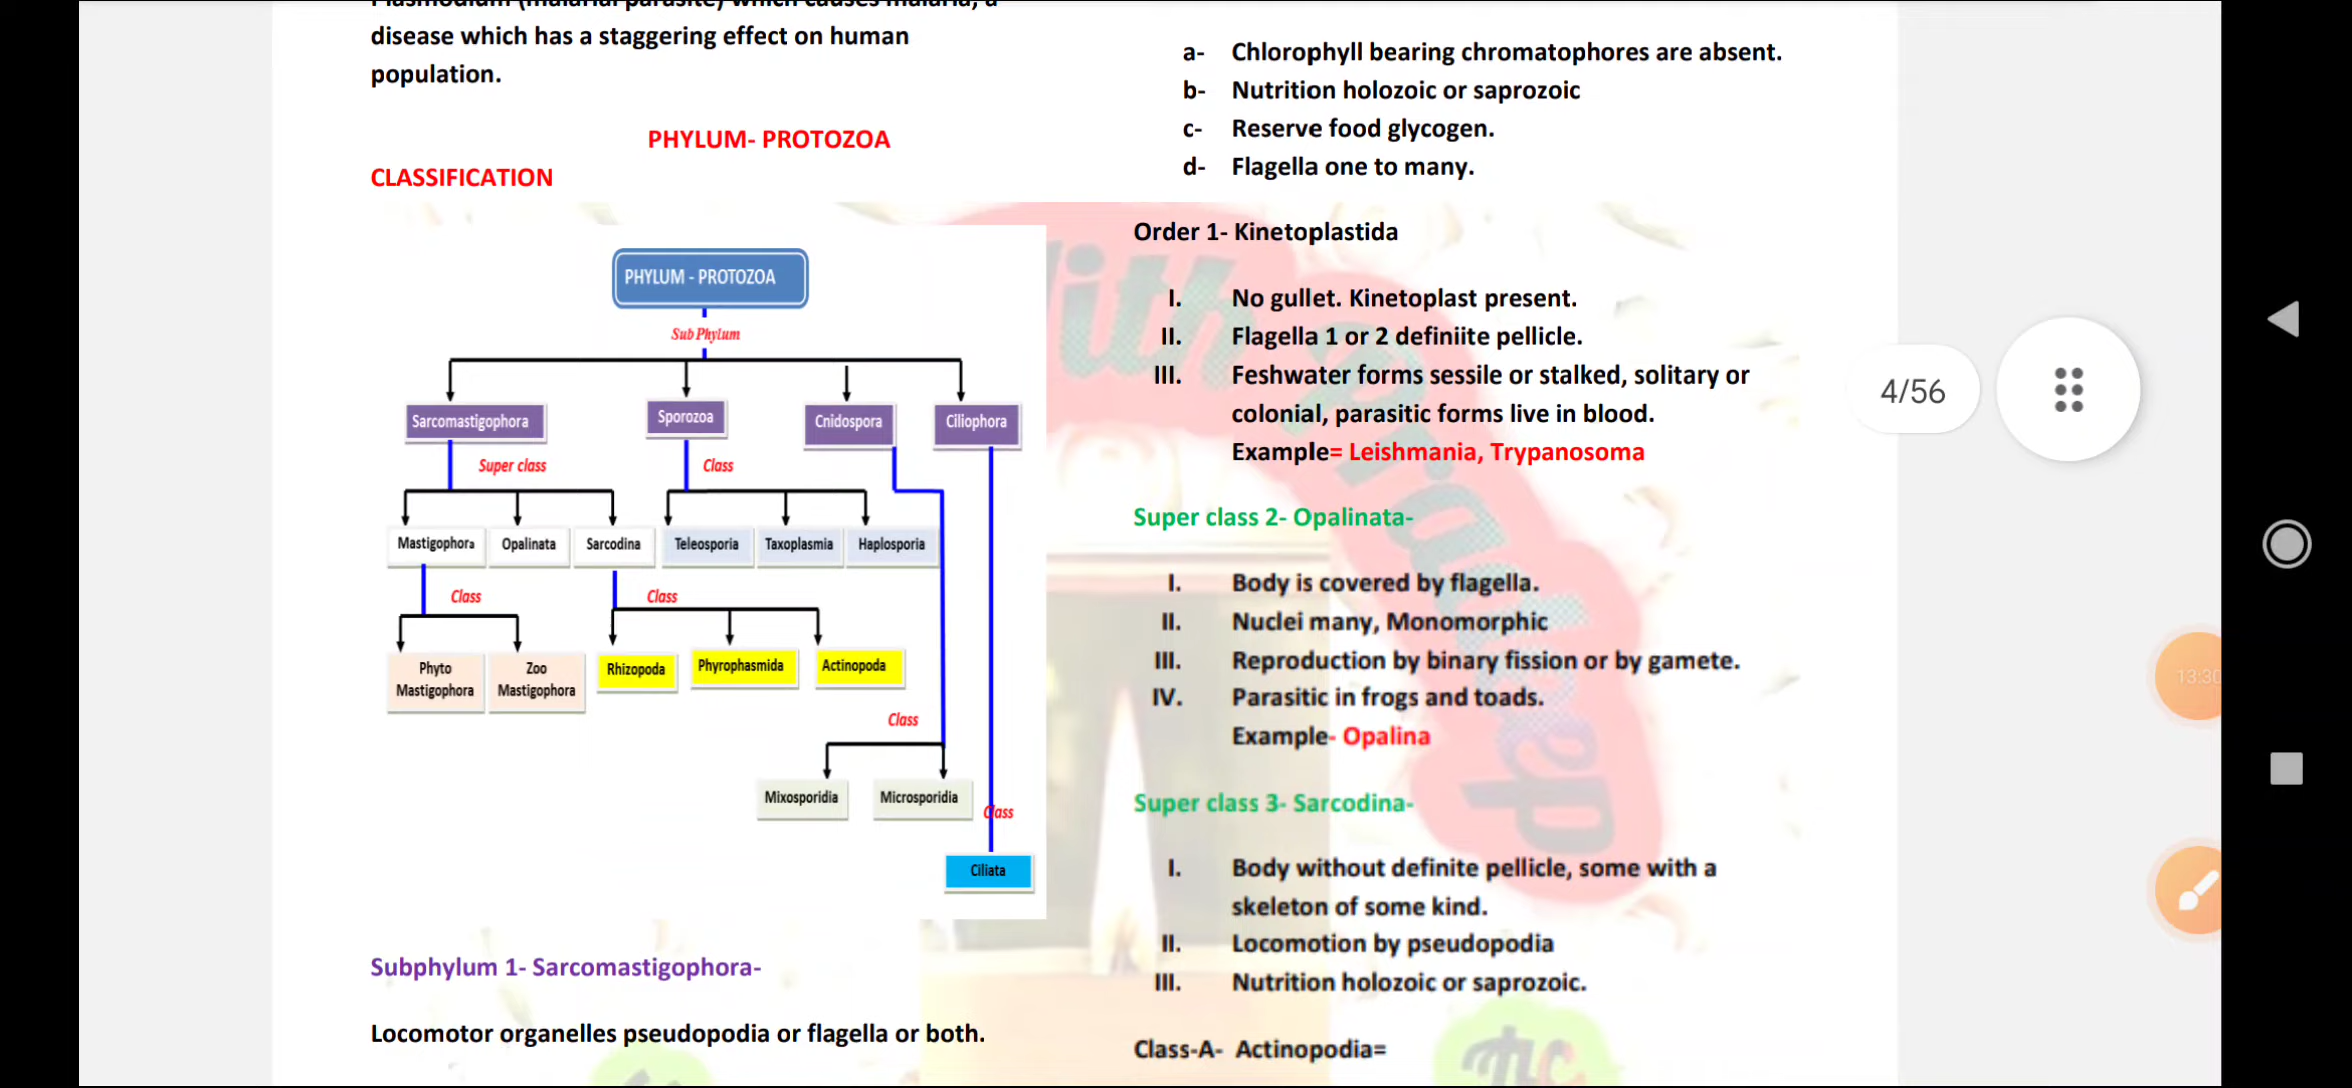 disease which has a staggering effect on human
population.
PHYLUM- PROTOZOA
CLASSIFICATION
PHYLUM - PROTOZOA
Sub Phylum
Sarcomastigophora
Sporozoa
Cnidospora
Ciliophora
Super class
Class
Mastigophora
Opalinata
Sarcodina
Teleosporia
Taxoplasmia
Haplosporia
Class
Class
Phyto
Mastigophora
Zoo
Mastigophora
Rhizopoda
Phyrophasmida
Actinopoda
Class
Mixosporidia
Microsporidia
Class
Ciliata
Subphylum 1- Sarcomastigophora-
Locomotor organelles pseudopodia or flagella or both.
a- Chlorophyll bearing chromatophores are absent.
b- Nutrition holozoic or saprozoic
c- Reserve food glycogen.
d- Flagella one to many.
Order 1- Kinetoplastida
I. No gullet. Kinetoplast present.
II. Flagella 1 or 2 definiite pellicle.
III. Feshwater forms sessile or stalked, solitary or
colonial, parasitic forms live in blood.
Example= Leishmania, Trypanosoma
Super class 2- Opalinata-
I. Body is covered by flagella.
II. Nuclei many, Monomorphic
III. Reproduction by binary fission or by gamete.
IV. Parasitic in frogs and toads.
Example- Opalina
Super class 3- Sarcodina-
I. Body without definite pellicle, some with a
skeleton of some kind.
II. Locomotion by pseudopodia
III. Nutrition holozoic or saprozoic.
Class-A- Actinopodia=
4/56
13:30